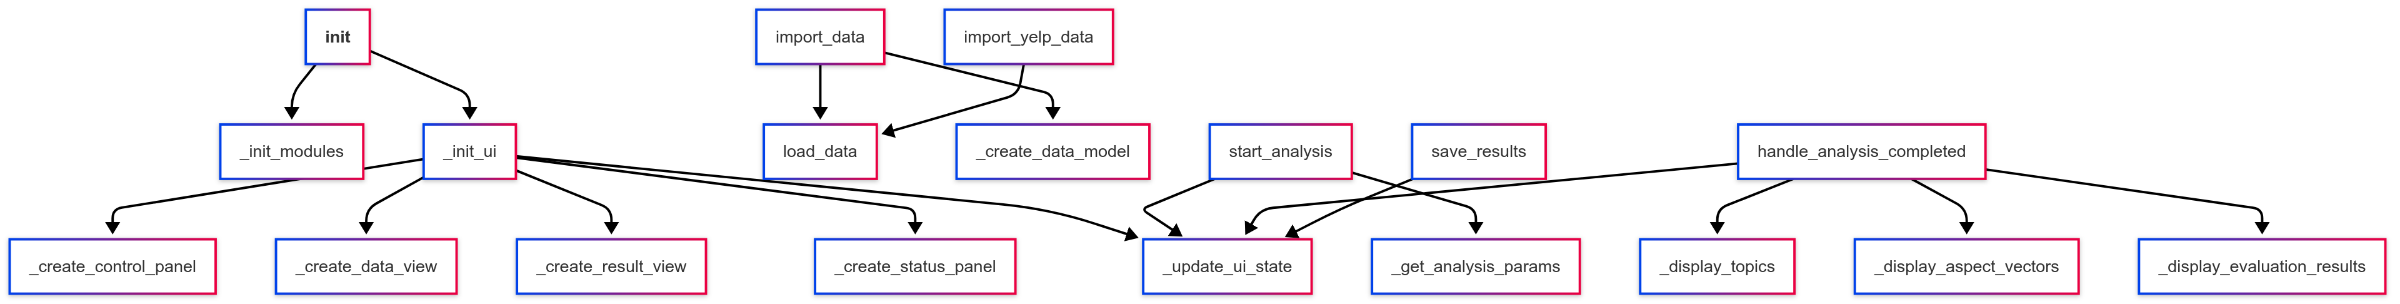 init
import_data
import_yelp_data
_init_modules
_init_ui
load_data
_create_data_model
start_analysis
save_results
handle_analysis_completed
_create_control_panel
_create_data_view
_create_result_view
_create_status_panel
_update_ui_state
_get_analysis_params
_display_topics
_display_aspect_vectors
_display_evaluation_results